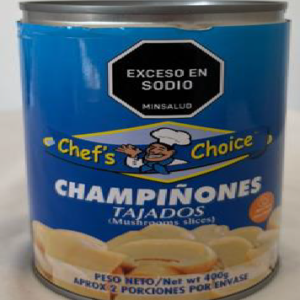 EXCESO EN
SODIO
MINSALUD
Chef's Choice
CHAMPIÑONES
TAJADOS
(Mushrooms slices)
PESO NETO/Net wt 400g
APROX 2 PORCIONES POR ENVASE